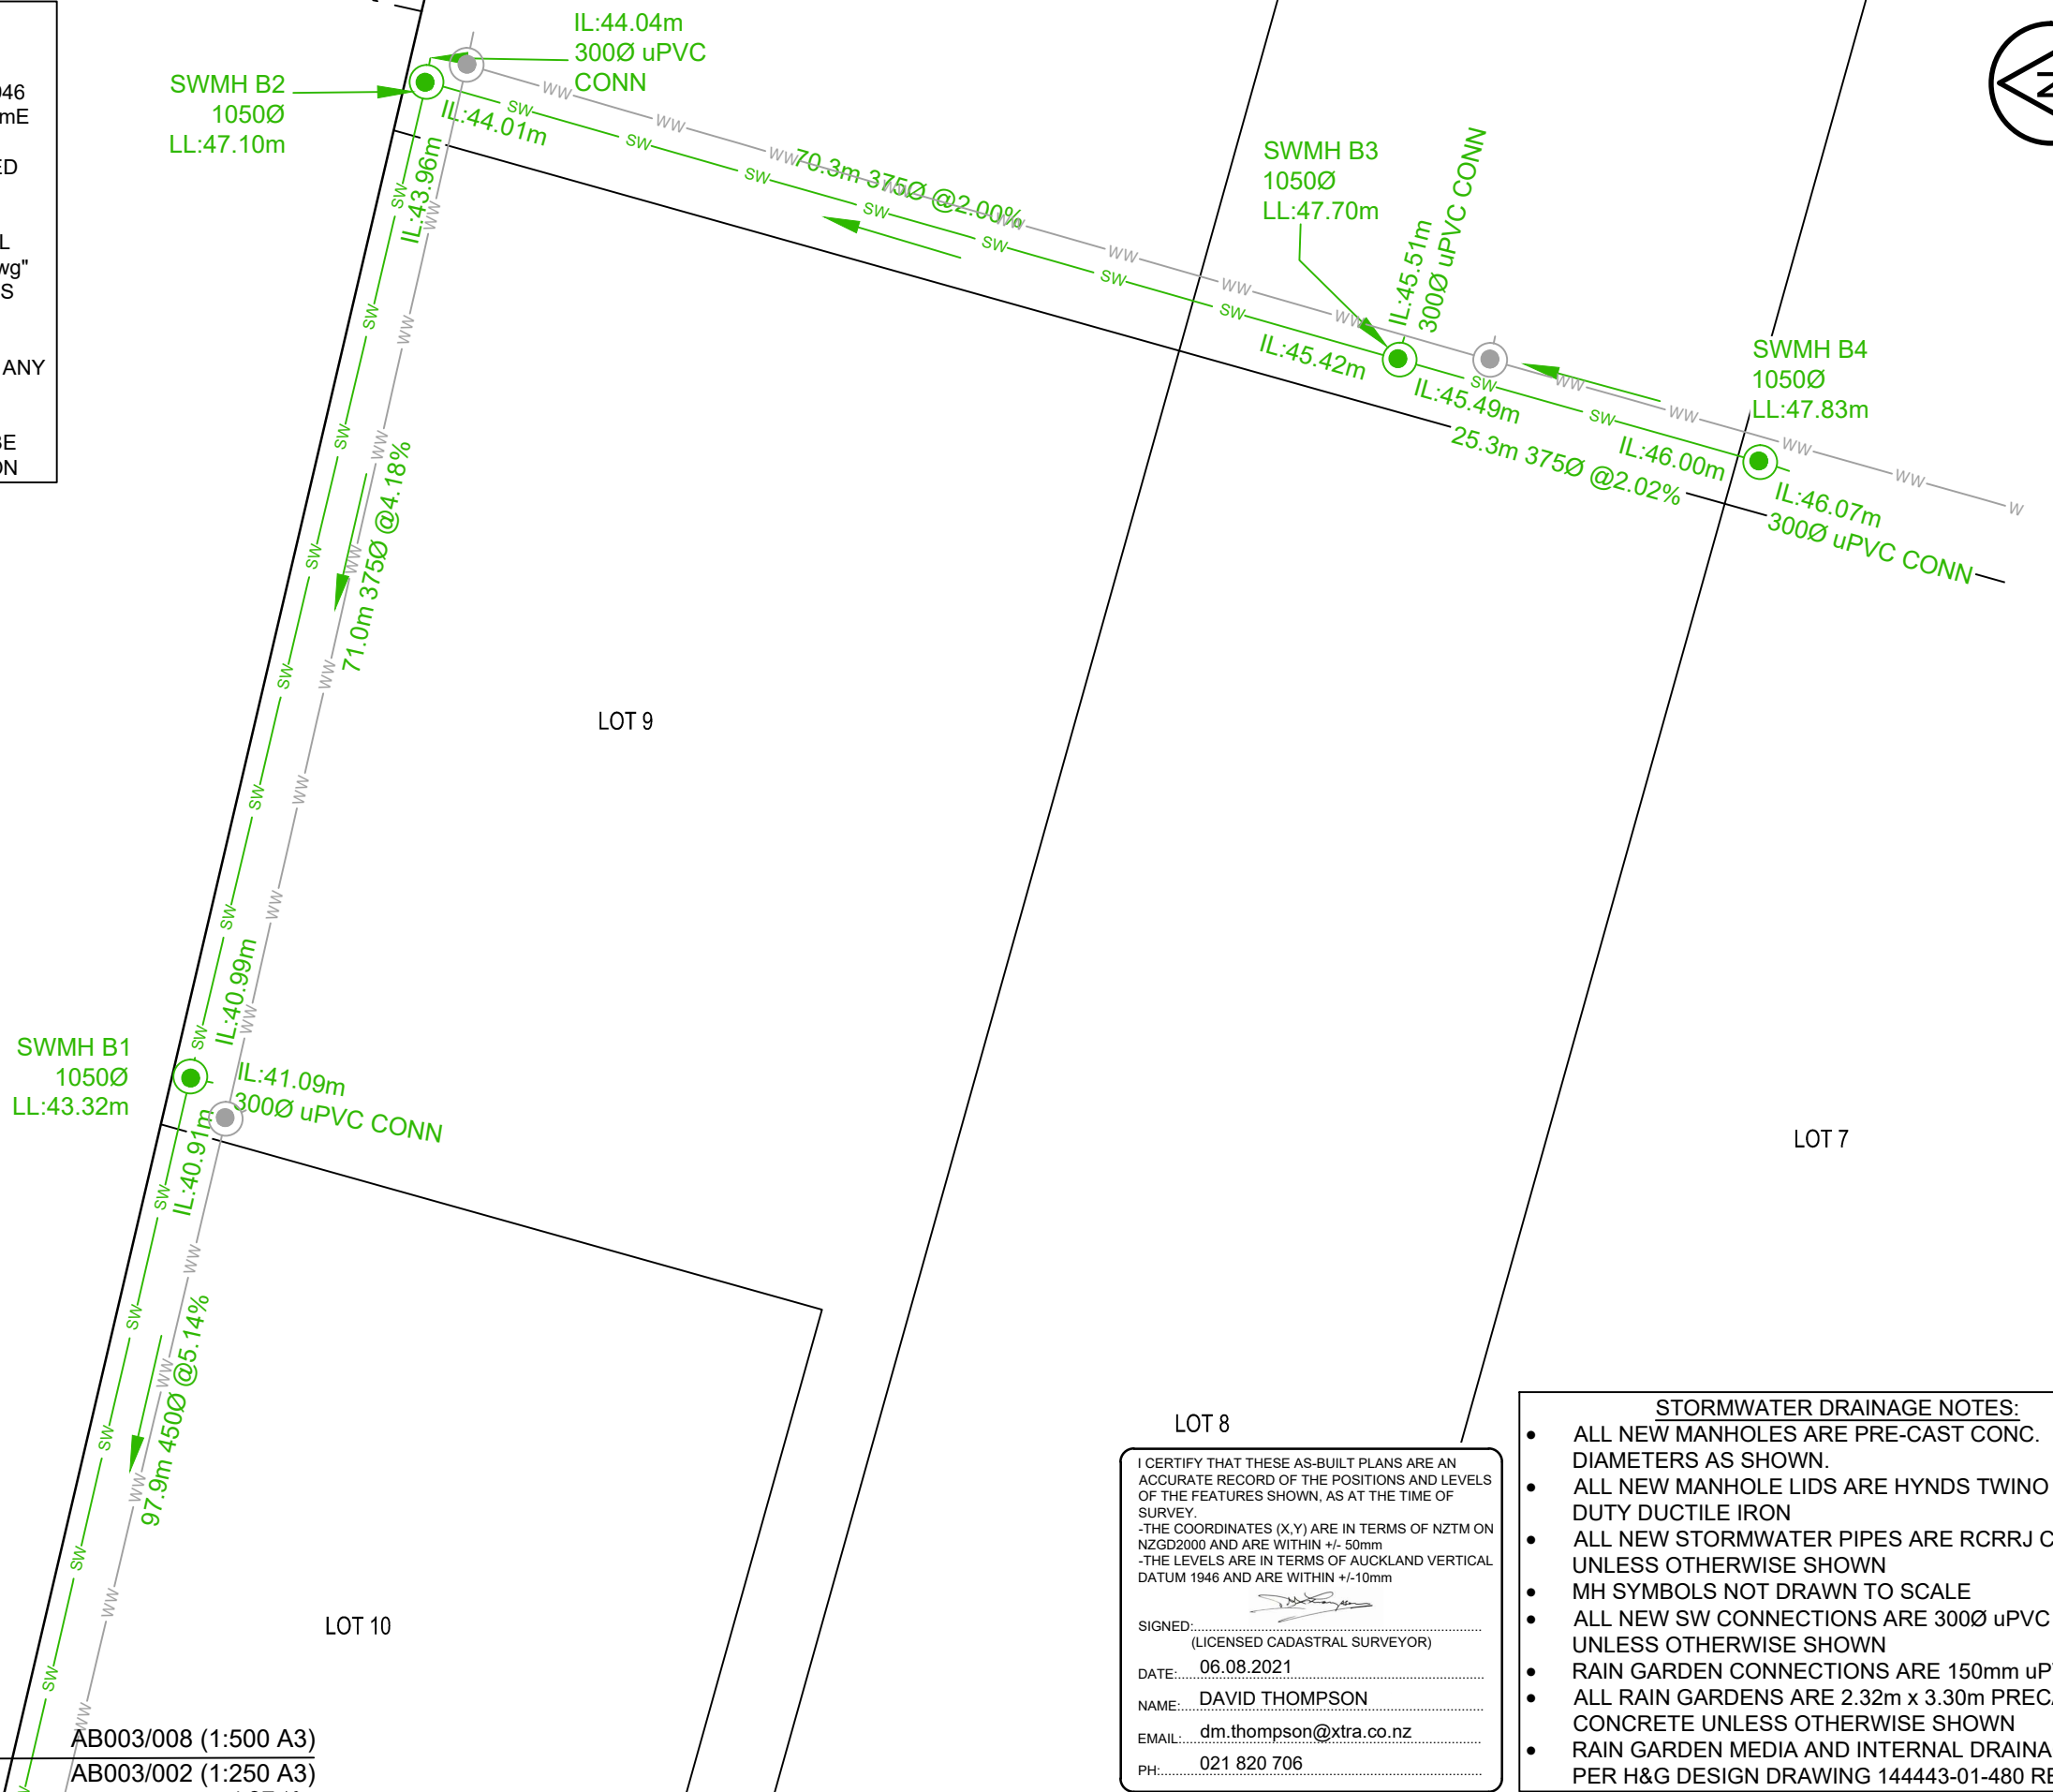 046
mE
ED
L
wg"
S
ANY
BE
ON
IL:44.04m
300Ø uPVC
CONN
SWMH B2
1050Ø
LL:47.10m
IL:44.01m
IL:43.96m
70.3m 375Ø @2.00%
SWMH B3
1050Ø
LL:47.70m
IL:45.51m
300Ø uPVC CONN
IL:45.42m
IL:45.49m
25.3m 375Ø @2.02%
SWMH B4
1050Ø
LL:47.83m
IL:46.00m
IL:46.07m
300Ø uPVC CONN
71.0m 375Ø @4.18%
LOT 9
IL:40.99m
SWMH B1
1050Ø
LL:43.32m
IL:41.09m
300Ø uPVC CONN
IL:40.91m
LOT 7
97.9m 450Ø @5.14%
LOT 8
LOT 10
AB003/008 (1:500 A3)
AB003/002 (1:250 A3)
I CERTIFY THAT THESE AS-BUILT PLANS ARE AN
ACCURATE RECORD OF THE POSITIONS AND LEVELS
OF THE FEATURES SHOWN, AS AT THE TIME OF
SURVEY.
-THE COORDINATES (X,Y) ARE IN TERMS OF NZTM ON
NZGD2000 AND ARE WITHIN +/- 50mm
-THE LEVELS ARE IN TERMS OF AUCKLAND VERTICAL
DATUM 1946 AND ARE WITHIN +/-10mm
SIGNED:
(LICENSED CADASTRAL SURVEYOR)
DATE: 06.08.2021
NAME: DAVID THOMPSON
EMAIL: dm.thompson@xtra.co.nz
PH: 021 820 706
STORMWATER DRAINAGE NOTES:
• ALL NEW MANHOLES ARE PRE-CAST CONC.
DIAMETERS AS SHOWN.
• ALL NEW MANHOLE LIDS ARE HYNDS TWINO
DUTY DUCTILE IRON
• ALL NEW STORMWATER PIPES ARE RCRRJ C
UNLESS OTHERWISE SHOWN
• MH SYMBOLS NOT DRAWN TO SCALE
• ALL NEW SW CONNECTIONS ARE 300Ø uPVC
UNLESS OTHERWISE SHOWN
• RAIN GARDEN CONNECTIONS ARE 150mm uP
• ALL RAIN GARDENS ARE 2.32m x 3.30m PRECA
CONCRETE UNLESS OTHERWISE SHOWN
• RAIN GARDEN MEDIA AND INTERNAL DRAINA
PER H&G DESIGN DRAWING 144443-01-480 RE